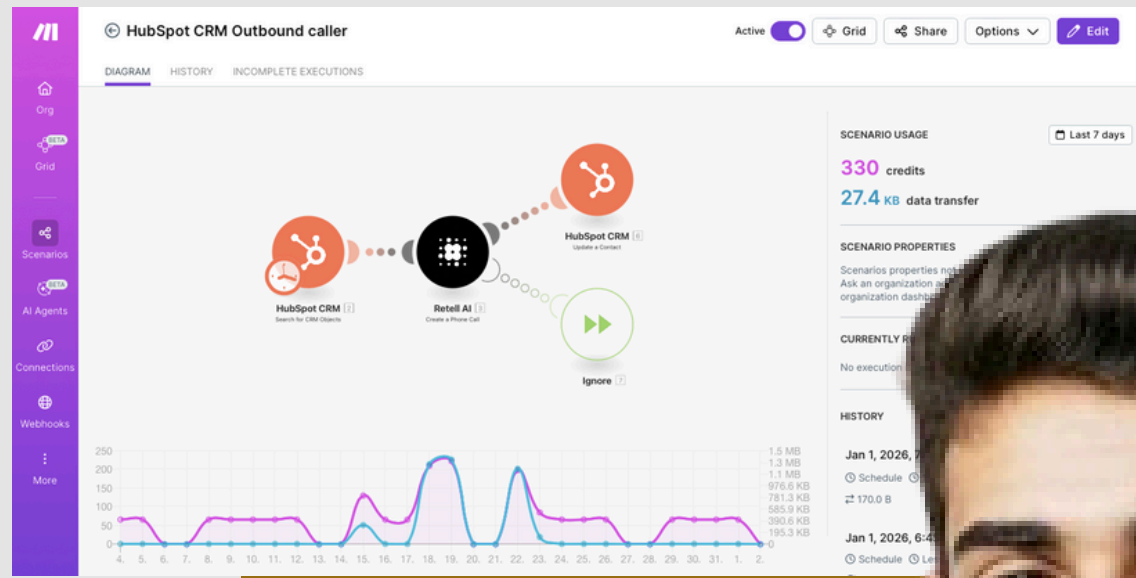 HubSpot CRM Outbound caller
Active
Grid
Share
Options
Edit
DIAGRAM HISTORY INCOMPLETE EXECUTIONS
Org
BETA
Grid
Scenarios
BETA
AI Agents
Connections
Webhooks
More
HubSpot CRM
Search for CRM Objects
Retell AI
Create a Phone Call
HubSpot CRM
Update a Contact
Ignore 7
SCENARIO USAGE
Last 7 days
330 credits
27.4 KB data transfer
SCENARIO PROPERTIES
Scenarios properties
Ask an organization
organization
CURRENTLY
No execution
HISTORY
Jan 1, 2026,
Schedule
170.0 B
Jan 1, 2026,
Schedule
250
200
150
100
50
0
1.5 MB
1.3 MB
1.1 MB
976.6 KB
781.3 KB
585.9 KB
390.6 KB
195.3 KB
0
4. 5. 6. 7. 8. 9. 10. 11. 12. 13. 14. 15. 16. 17. 18. 19. 20. 21. 22. 23. 24. 25. 26. 27. 28. 29. 30. 31. 1. 2.